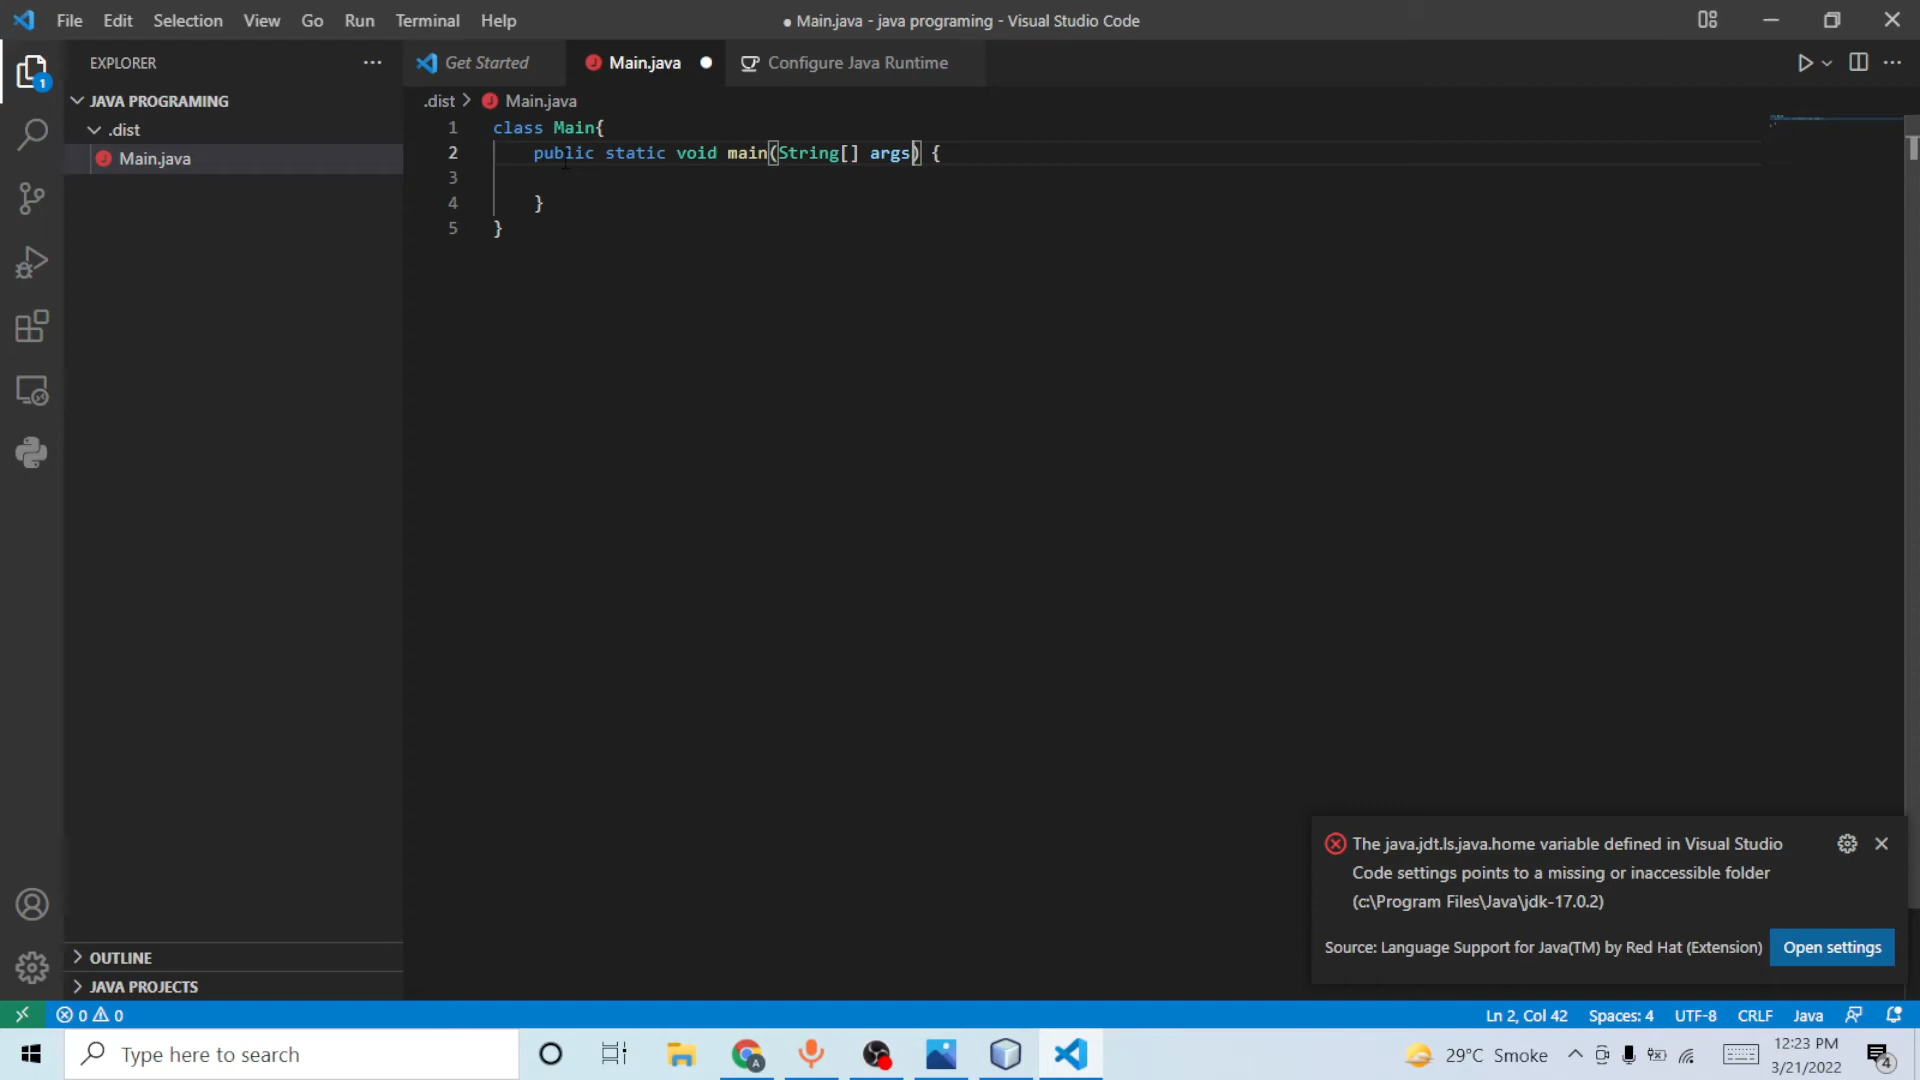 File Edit Selection View Go Run Terminal Help ● Main.java - java programing - Visual Studio Code
EXPLORER ··· Get Started Main.java Configure Java Runtime
JAVA PROGRAMING
.dist > Main.java
.dist
Main.java
1 class Main{
2 public static void main(String[] args) {
3
4 }
5 }
The java.jdt.ls.java.home variable defined in Visual Studio
Code settings points to a missing or inaccessible folder
(c:\Program Files\Java\jdk-17.0.2)
Source: Language Support for Java(TM) by Red Hat (Extension) Open settings
OUTLINE
JAVA PROJECTS
1
0 0 Ln 2, Col 42 Spaces: 4 UTF-8 CRLF Java
Type here to search A 29°C Smoke 12:23 PM
3/21/2022 4